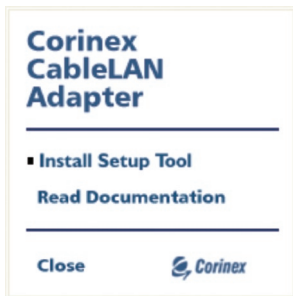 Corinex
CableLAN
Adapter
Install Setup Tool
Read Documentation
Close
Corinex